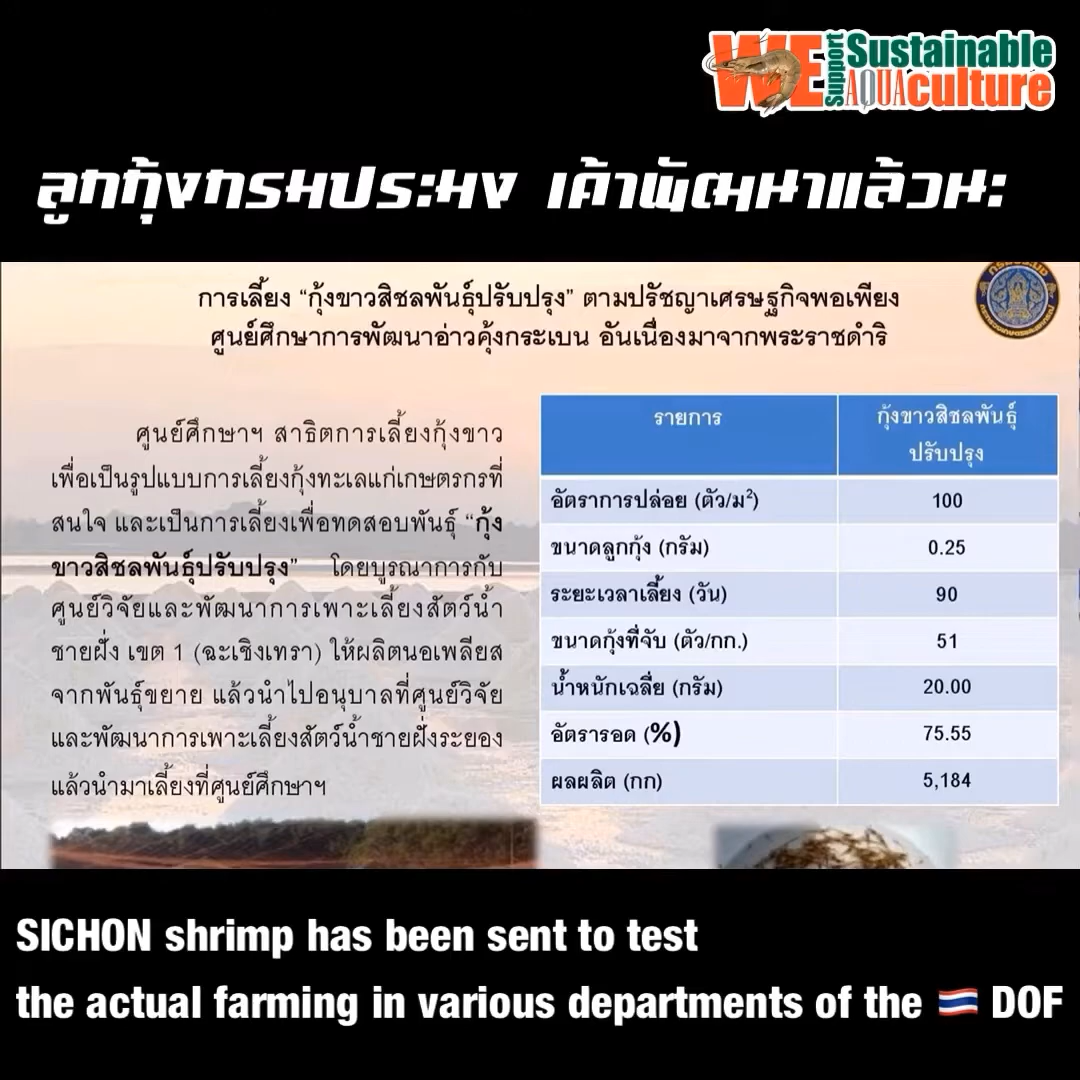 WE Support Sustainable AQUAculture
ลูกกุ้งกรมประมง เค้าพัฒนาแล้วนะ
การเลี้ยง “กุ้งขาวสิชลพันธุ์ปรับปรุง” ตามปรัชญาเศรษฐกิจพอเพียง
ศูนย์ศึกษาการพัฒนาอ่าวคุ้งกระเบน อันเนื่องมาจากพระราชดำริ
ศูนย์ศึกษาฯ สาธิตการเลี้ยงกุ้งขาว
เพื่อเป็นรูปแบบการเลี้ยงกุ้งทะเลแก่เกษตรกรที่
สนใจ และเป็นการเลี้ยงเพื่อทดสอบพันธุ์ “กุ้ง
ขาวสิชลพันธุ์ปรับปรุง” โดยบูรณาการกับ
ศูนย์วิจัยและพัฒนาการเพาะเลี้ยงสัตว์น้ำ
ชายฝั่ง เขต 1 (ฉะเชิงเทรา) ให้ผลิตนอเพลียส
จากพันธุ์ขยาย แล้วนำไปอนุบาลที่ศูนย์วิจัย
และพัฒนาการเพาะเลี้ยงสัตว์น้ำชายฝั่งระยอง
แล้วนำมาเลี้ยงที่ศูนย์ศึกษาฯ
รายการ กุ้งขาวสิชลพันธุ์
ปรับปรุง
อัตราการปล่อย (ตัว/ม²) 100
ขนาดลูกกุ้ง (กรัม) 0.25
ระยะเวลาเลี้ยง (วัน) 90
ขนาดกุ้งที่จับ (ตัว/กก.) 51
น้ำหนักเฉลี่ย (กรัม) 20.00
อัตรารอด (%) 75.55
ผลผลิต (กก) 5,184
SICHON shrimp has been sent to test
the actual farming in various departments of the 🇹🇭 DOF